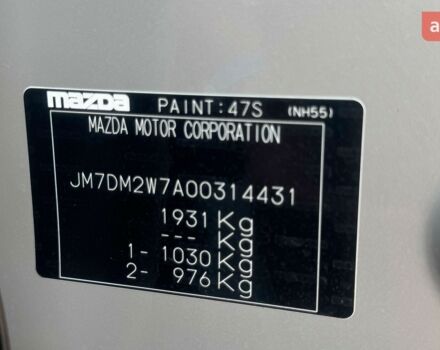 mazda PAINT:47S (NH55)
MAZDA MOTOR CORPORATION
JM7DM2W7A00314431
1931 Kg
--- Kg
1- 1030 Kg
2- 976 Kg